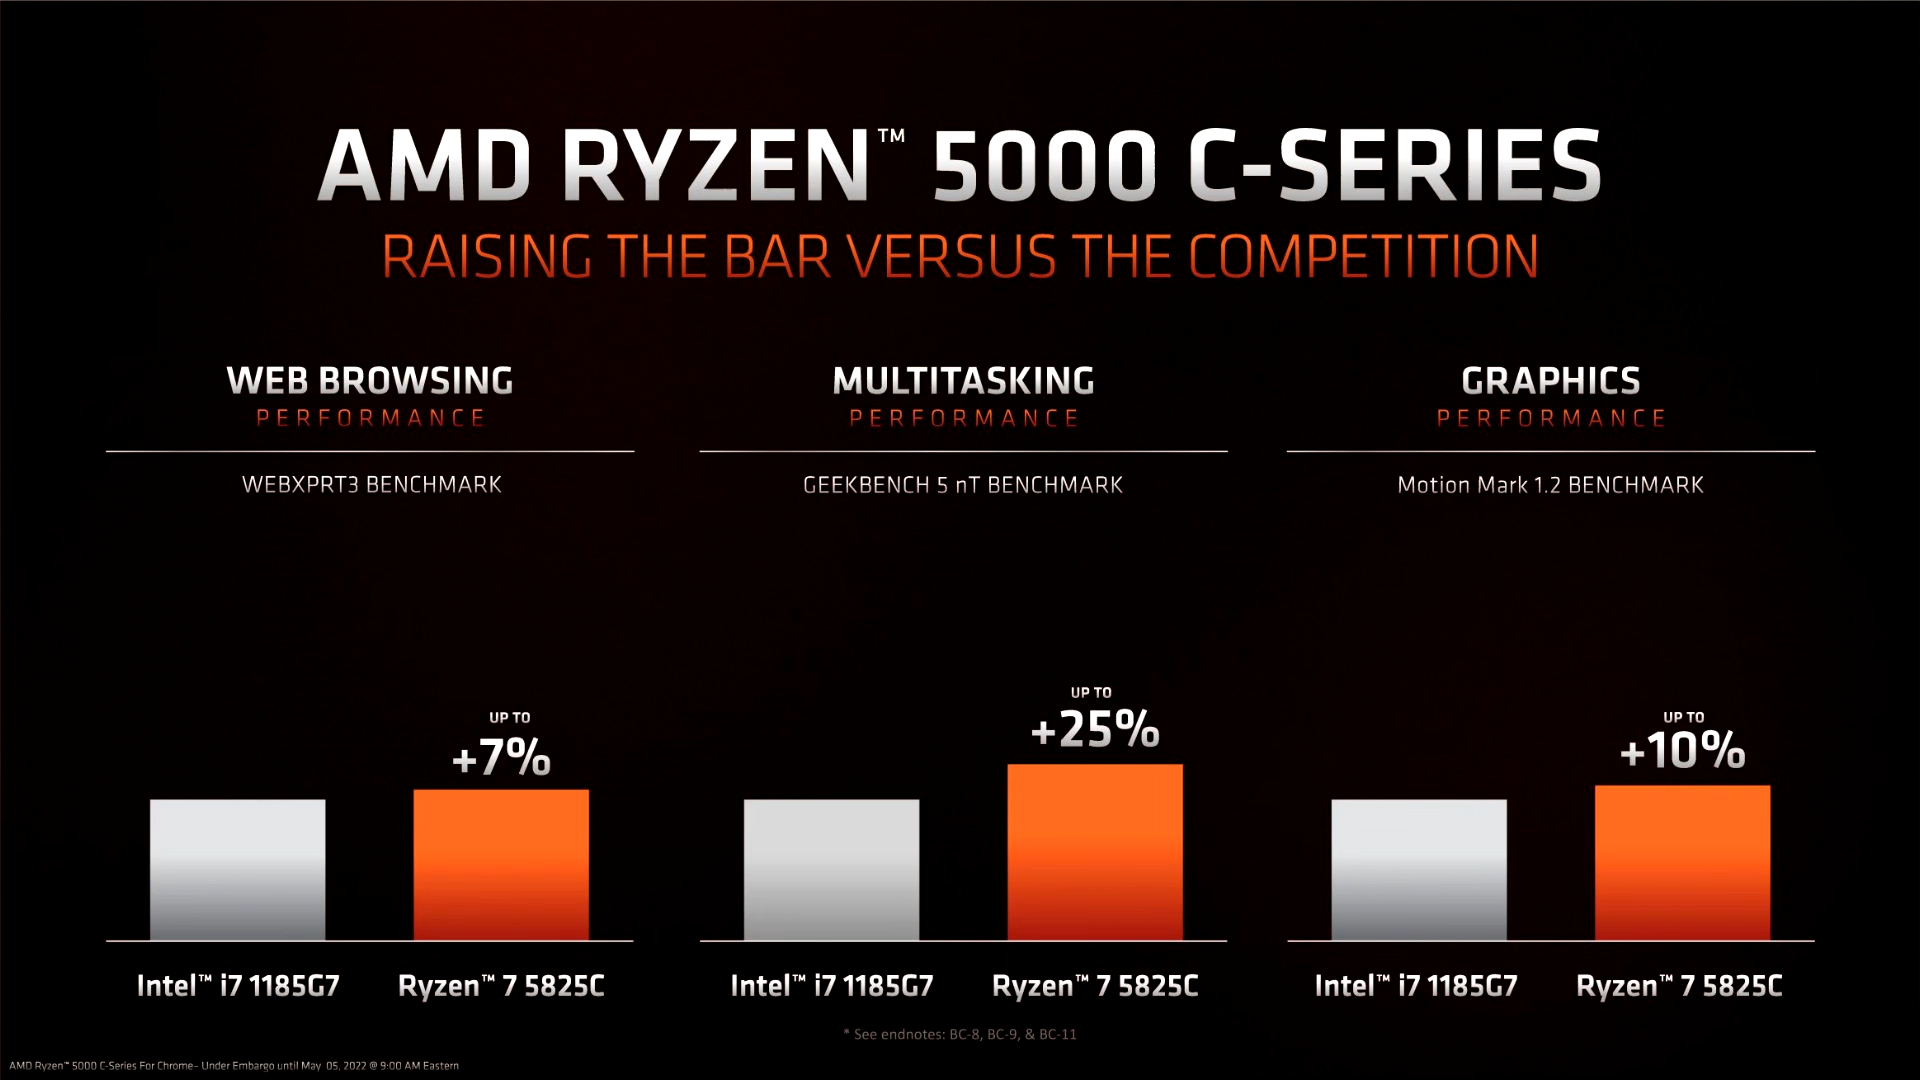 AMD RYZEN™ 5000 C-SERIES
RAISING THE BAR VERSUS THE COMPETITION
WEB BROWSING
PERFORMANCE
WEBXPRT3 BENCHMARK
UP TO
+7%
Intel™ i7 1185G7
Ryzen™ 7 5825C
MULTITASKING
PERFORMANCE
GEEKBENCH 5 nT BENCHMARK
UP TO
+25%
Intel™ i7 1185G7
Ryzen™ 7 5825C
GRAPHICS
PERFORMANCE
Motion Mark 1.2 BENCHMARK
UP TO
+10%
Intel™ i7 1185G7
Ryzen™ 7 5825C
* See endnotes: BC-8, BC-9, & BC-11
AMD Ryzen™ 5000 C-Series For Chrome– Under Embargo until May 05, 2022 @ 9:00 AM Eastern